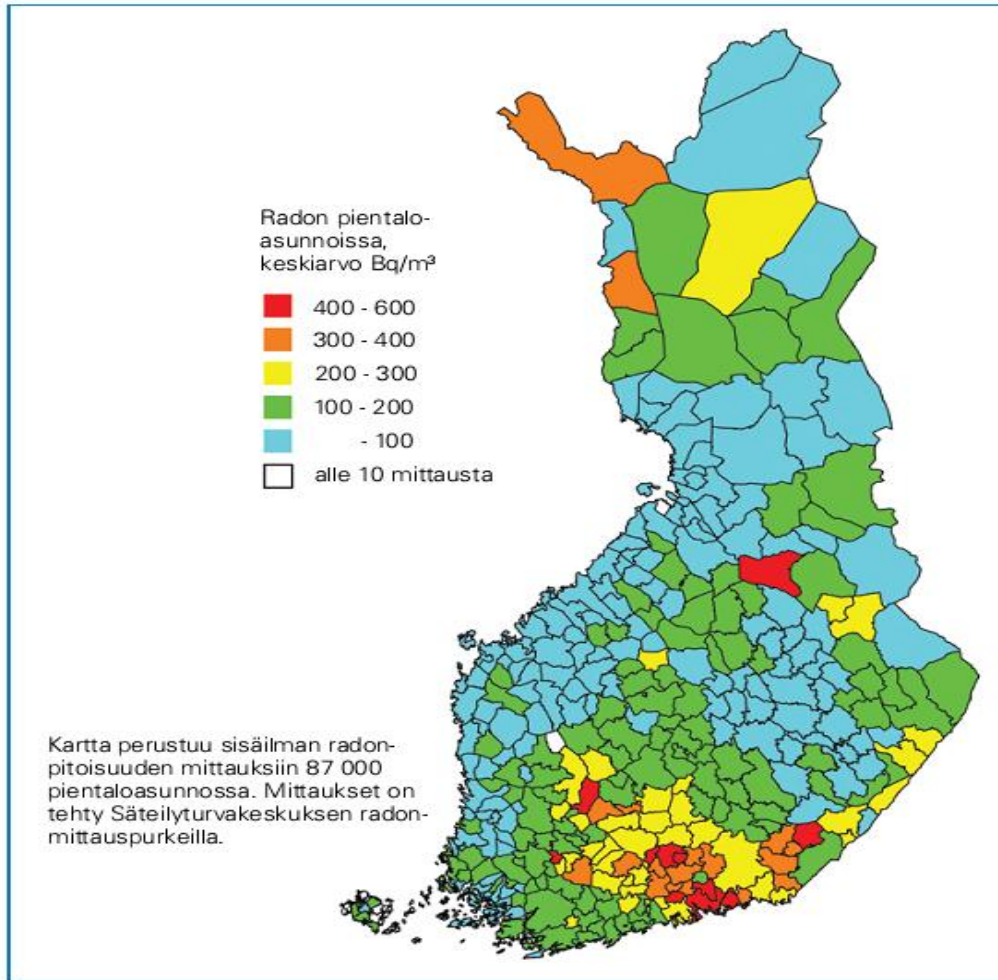 Radon pientalo-
asunnoissa,
keskiarvo Bq/m³
400 - 600
300 - 400
200 - 300
100 - 200
- 100
alle 10 mittausta
Kartta perustuu sisäilman radon-
pitoisuuden mittauksiin 87 000
pientaloasunnossa. Mittaukset on
tehty Säteilyturvakeskuksen radon-
mittauspurkeilla.